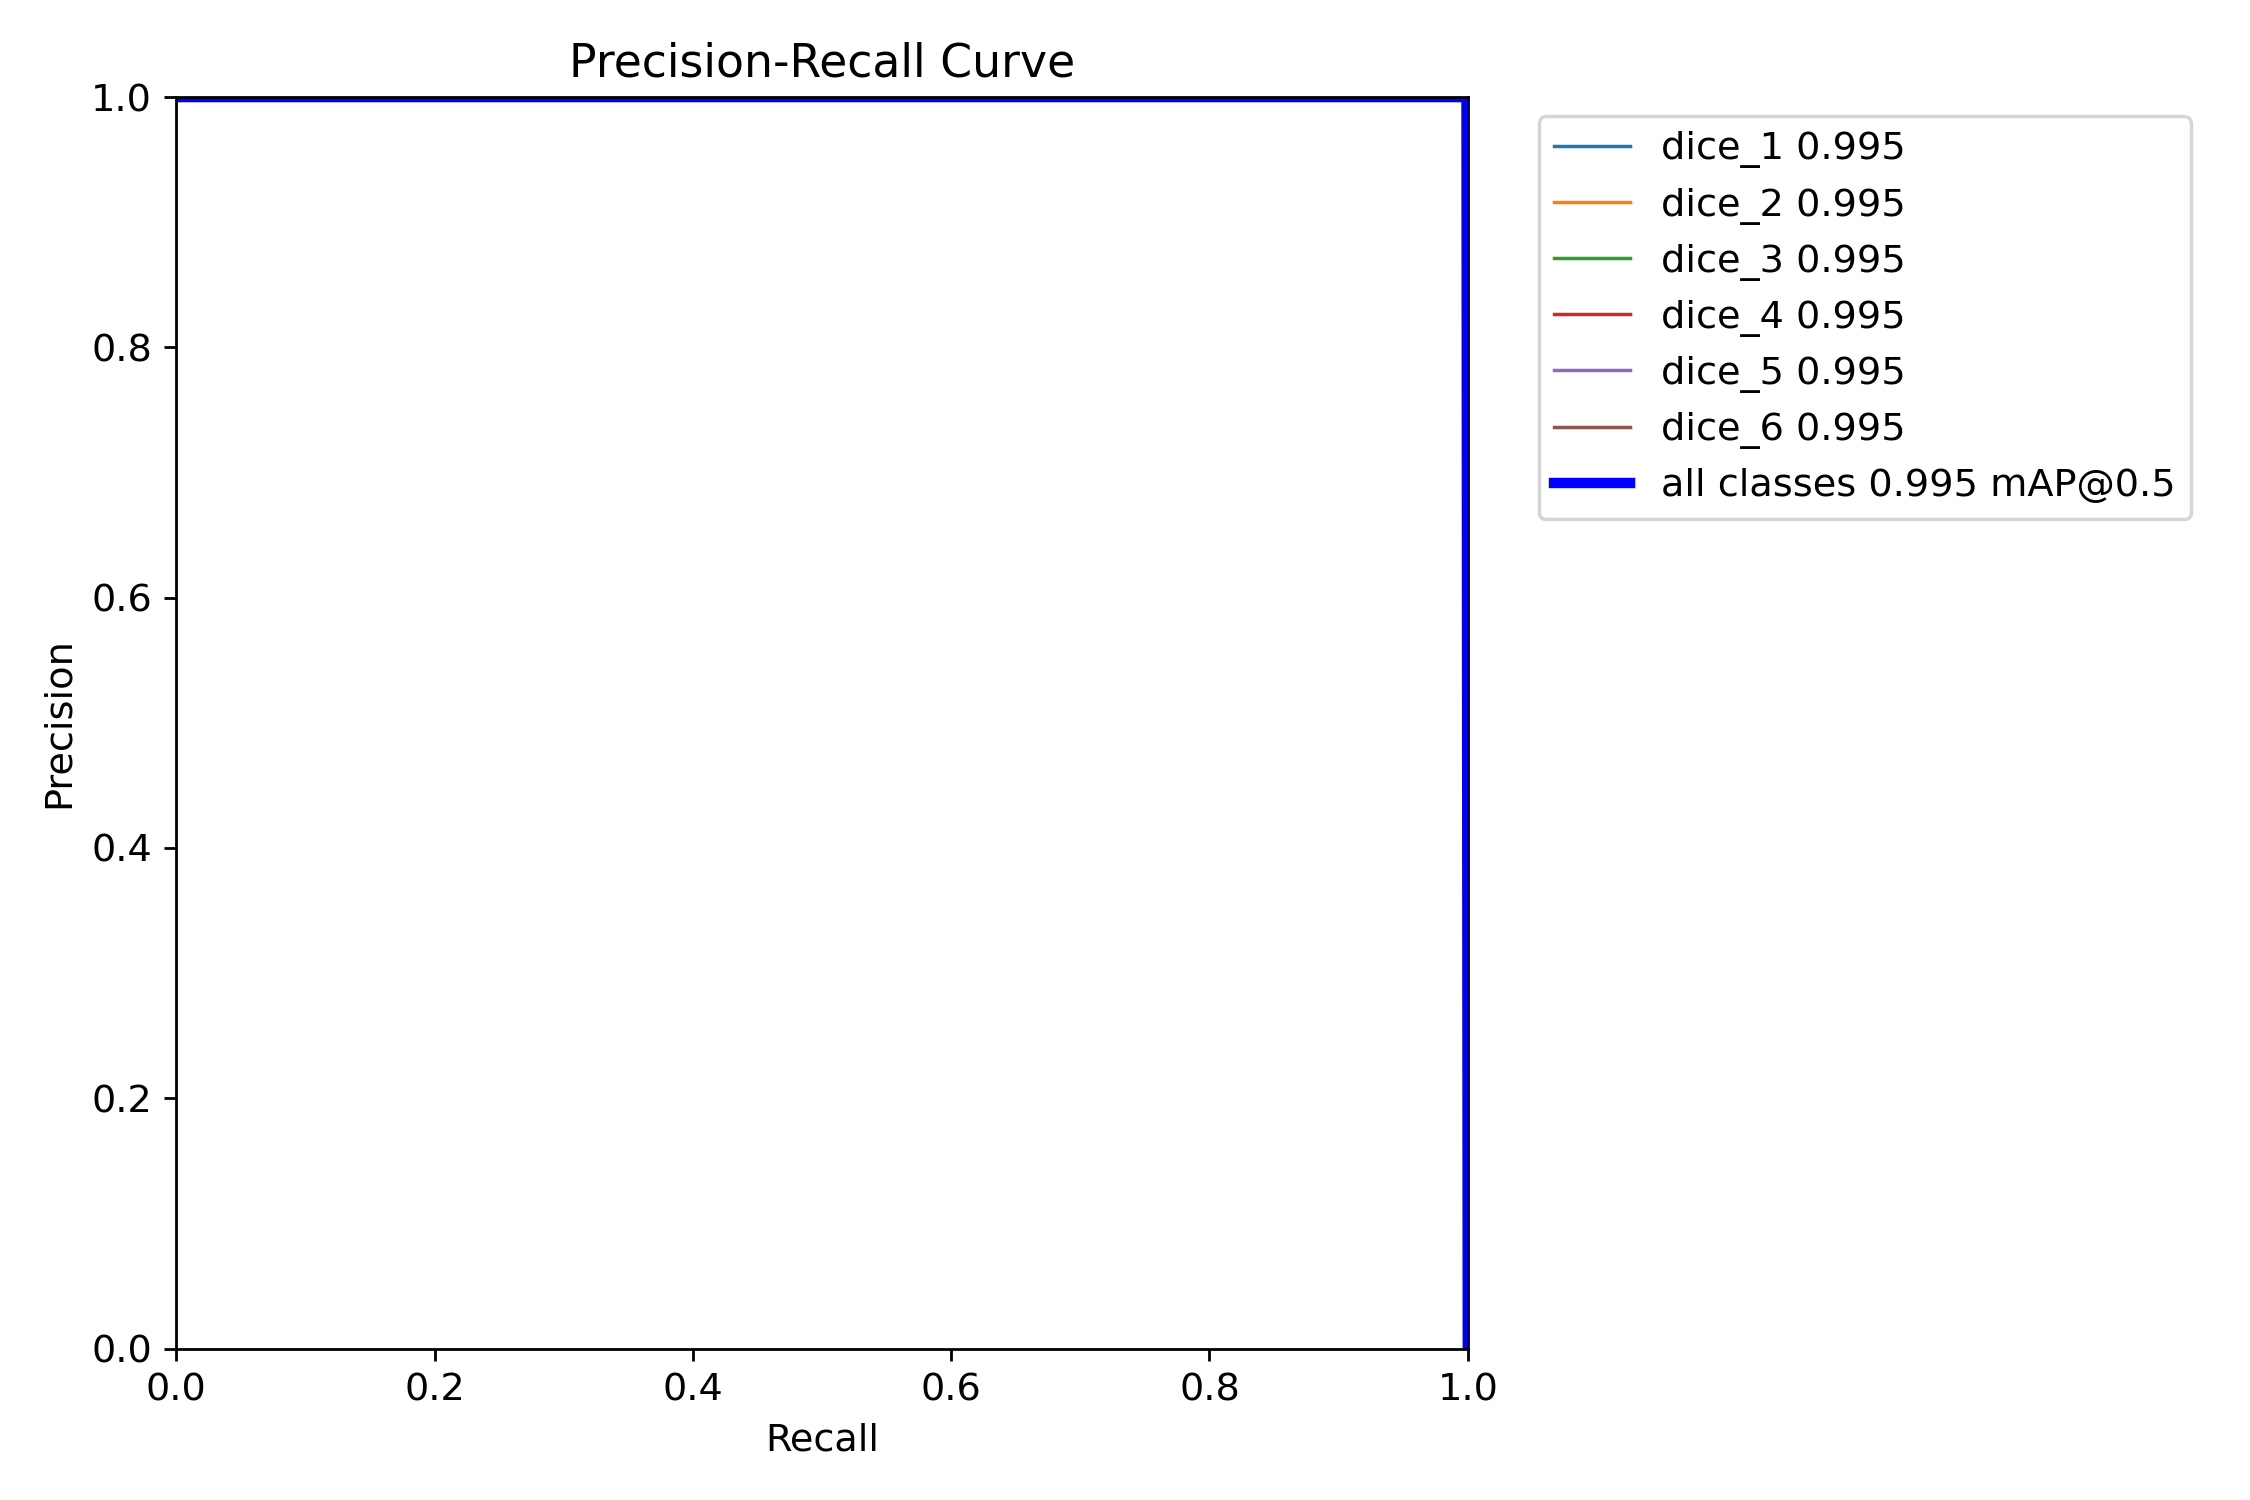 Precision-Recall Curve
1.0
0.8
0.6
0.4
0.2
0.0
Precision
0.0 0.2 0.4 0.6 0.8 1.0
Recall
dice_1 0.995
dice_2 0.995
dice_3 0.995
dice_4 0.995
dice_5 0.995
dice_6 0.995
all classes 0.995 mAP@0.5